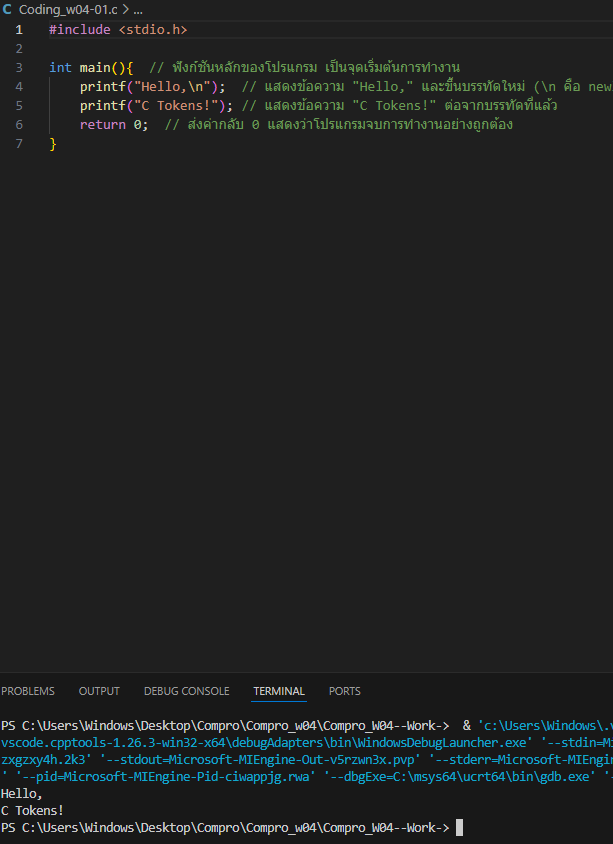 Coding_w04-01.c > ...
1 #include <stdio.h>
2
3 int main(){  // ฟังก์ชันหลักของโปรแกรม เป็นจุดเริ่มต้นการทำงาน
4     printf("Hello,\n");  // แสดงข้อความ "Hello," และขึ้นบรรทัดใหม่ (\n คือ new
5     printf("C Tokens!"); // แสดงข้อความ "C Tokens!" ต่อจากบรรทัดที่แล้ว
6     return 0;  // ส่งค่ากลับ 0 แสดงว่าโปรแกรมจบการทำงานอย่างถูกต้อง
7 }
PROBLEMS OUTPUT DEBUG CONSOLE TERMINAL PORTS
PS C:\Users\Windows\Desktop\Compro\Compro_w04\Compro_W04--Work->  & 'c:\Users\Windows\.v
vscode.cpptools-1.26.3-win32-x64\debugAdapters\bin\WindowsDebugLauncher.exe' '--stdin=Mi
zxgzxy4h.2k3' '--stdout=Microsoft-MIEngine-Out-v5rzwn3x.pvp' '--stderr=Microsoft-MIEngin
' '--pid=Microsoft-MIEngine-Pid-ciwappjg.rwa' '--dbgExe=C:\msys64\ucrt64\bin\gdb.exe' '-
Hello,
C Tokens!
PS C:\Users\Windows\Desktop\Compro\Compro_w04\Compro_W04--Work->